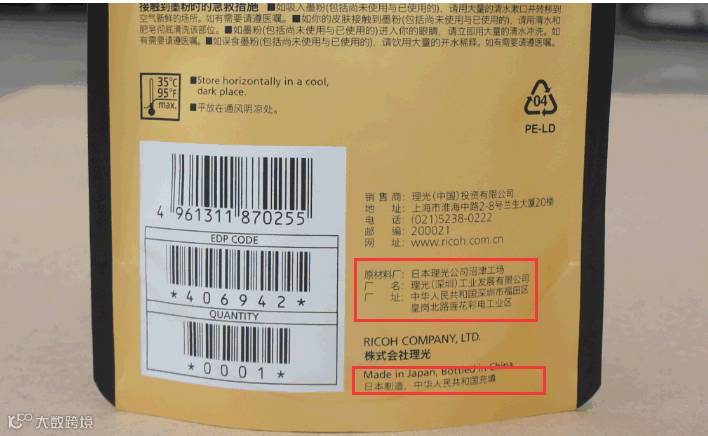 接触到墨粉时的急救措施 ■如吸入墨粉(包括尚未使用与已使用的), 请用大量的清水漱口并转移到
空气新鲜的场所。如有需要请遵医嘱。 ■如你的皮肤接触到墨粉(包括尚未使用与已使用的), 请用清水和
肥皂彻底清洗该部位。 ■如墨粉(包括尚未使用与已使用的)进入你的眼睛, 请立即用大量的清水冲洗。如
有需要请遵医嘱。 ■如误食墨粉(包括尚未使用与已使用的), 请饮用大量的开水稀释。如有需要请遵医嘱。
35°C
95°F
max.
■Store horizontally in a cool,
dark place.
■平放在通风阴凉处。
04
PE-LD
4 961311 870255
EDP CODE
*406942*
QUANTITY
*0001*
销 售 商: 理光(中国)投资有限公司
地 址: 上海市淮海中路2-8号兰生大厦20楼
电 话: (021)5238-0222
邮 编: 200021
网 址: www.ricoh.com.cn
原材料厂: 日本理光公司沼津工场
厂 名: 理光(深圳)工业发展有限公司
厂 址: 中华人民共和国深圳市福田区
皇岗北路莲花彩电工业区
RICOH COMPANY, LTD.
株式会社理光
Made in Japan, Bottled in China
日本制造、中华人民共和国充填
大数跨境